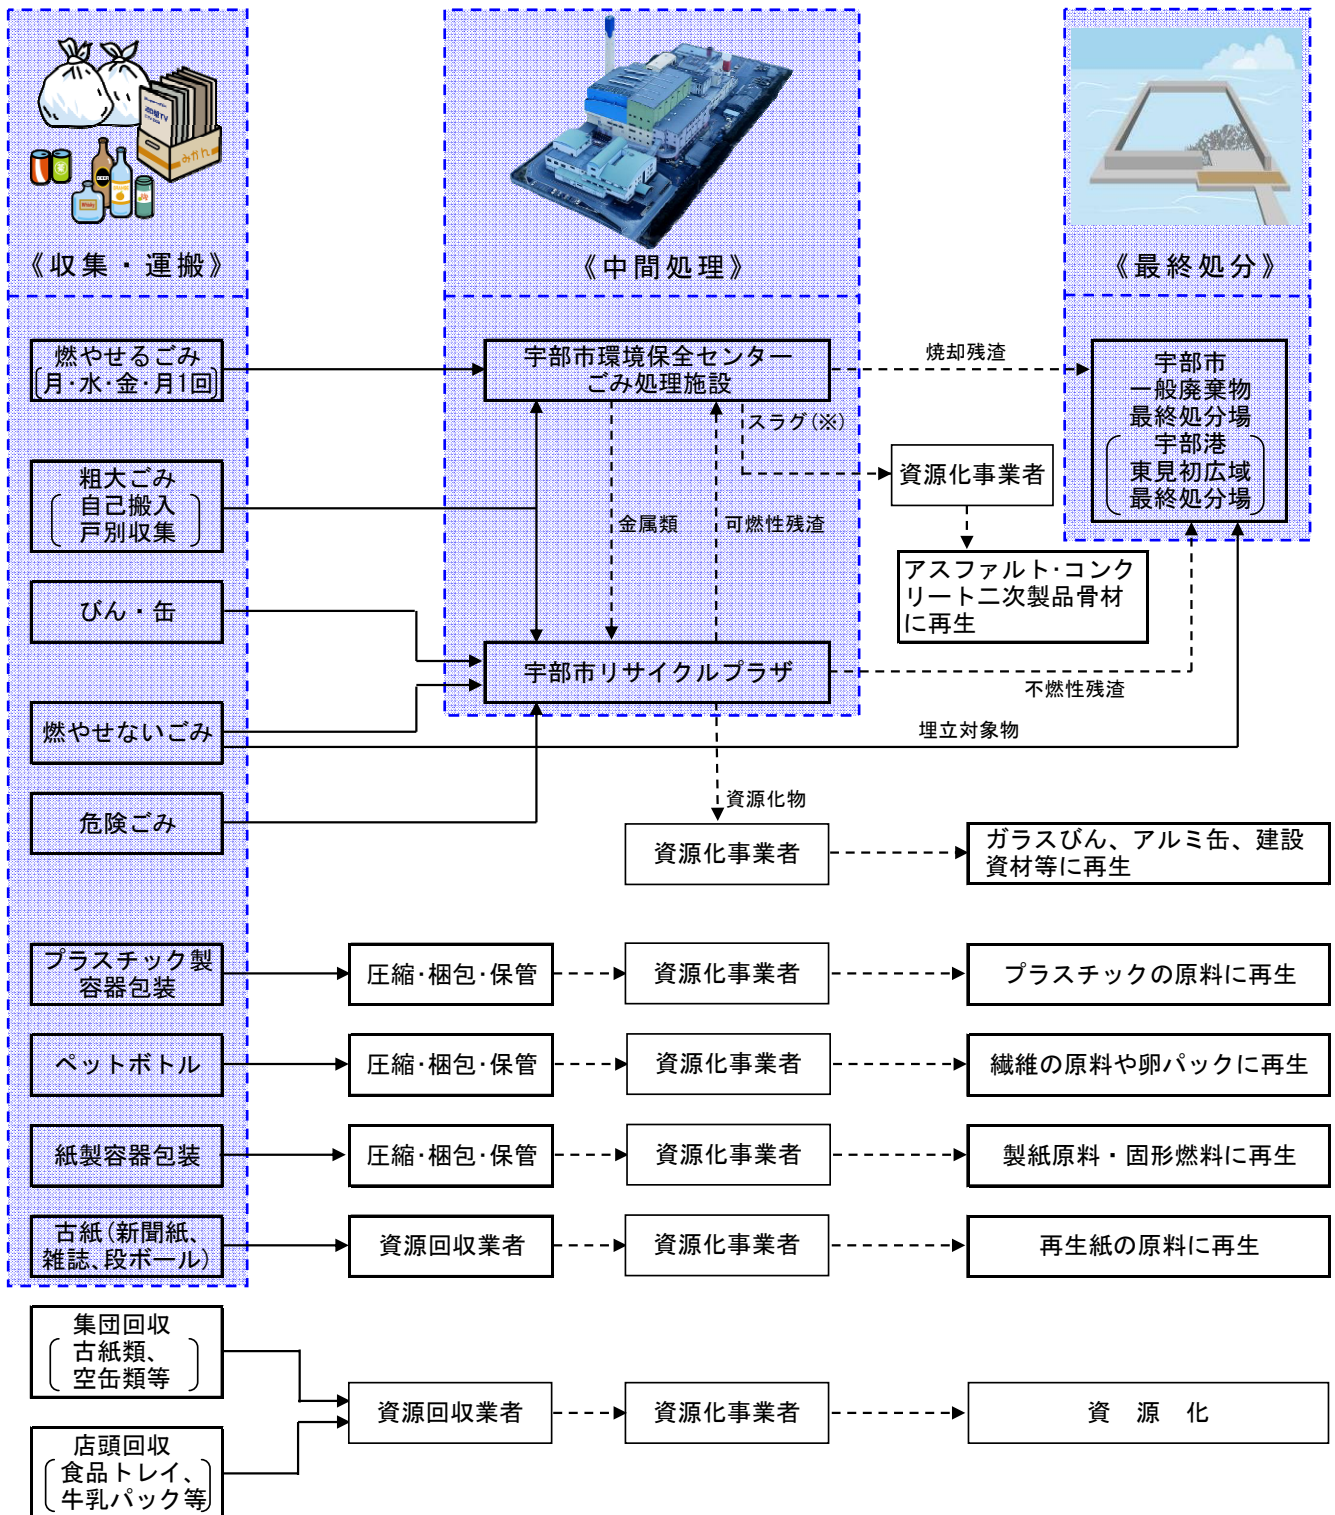 みかん
《収集・運搬》
《中間処理》
《最終処分》
燃やせるごみ
月・水・金・月1回
宇部市環境保全センター
ごみ処理施設
焼却残渣
宇部市
一般廃棄物
最終処分場
宇部港
東見初広域
最終処分場
スラグ(※)
資源化事業者
粗大ごみ
自己搬入
戸別収集
金属類
可燃性残渣
アスファルト・コンク
リート二次製品骨材
に再生
びん・缶
宇部市リサイクルプラザ
不燃性残渣
燃やせないごみ
埋立対象物
危険ごみ
資源化物
資源化事業者
ガラスびん、アルミ缶、建設
資材等に再生
プラスチック製
容器包装
圧縮・梱包・保管
資源化事業者
プラスチックの原料に再生
ペットボトル
圧縮・梱包・保管
資源化事業者
繊維の原料や卵パックに再生
紙製容器包装
圧縮・梱包・保管
資源化事業者
製紙原料・固形燃料に再生
古紙(新聞紙、
雑誌、段ボール)
資源回収業者
資源化事業者
再生紙の原料に再生
集団回収
古紙類、
空缶類等
資源回収業者
資源化事業者
資 源 化
店頭回収
食品トレイ、
牛乳パック等